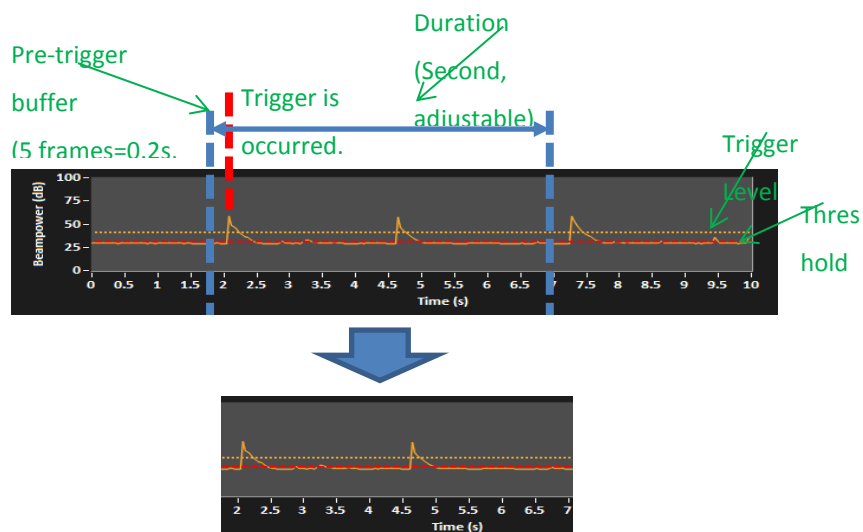 Pre-trigger
buffer
(5 frames=0.2s.
Trigger is
occurred.
Duration
(Second,
adjustable)
Trigger
Level
Thres
hold
100
75
50
25
0
Beampower (dB)
0 0.5 1 1.5 2 2.5 3 3.5 4 4.5 5 5.5 6 6.5 7 7.5 8 8.5 9 9.5 10
Time (s)
2 2.5 3 3.5 4 4.5 5 5.5 6 6.5 7
Time (s)